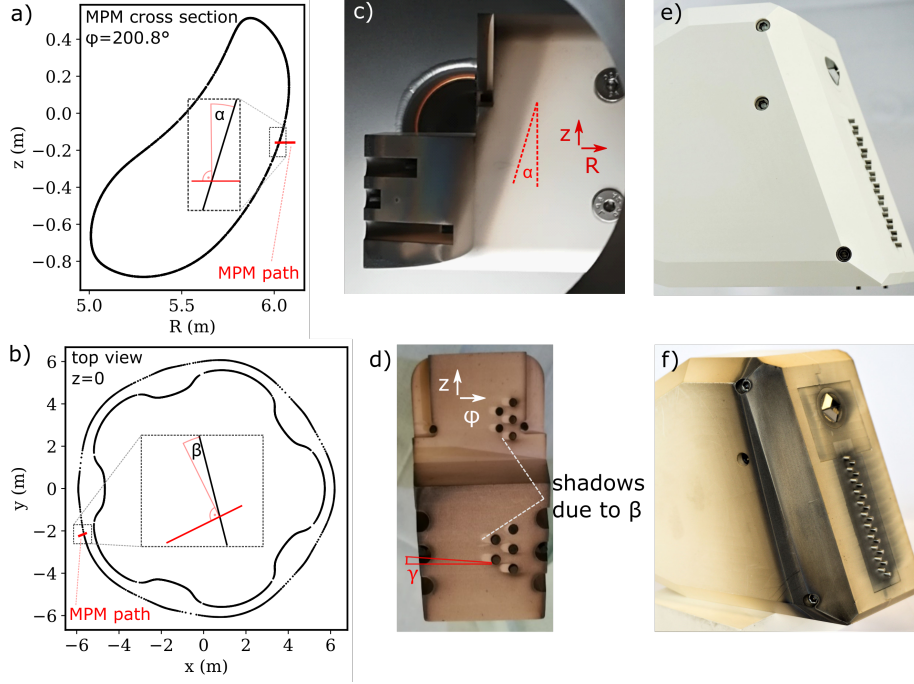 a)
MPM cross section
φ=200.8°
0.4
0.2
0.0
−0.2
−0.4
−0.6
−0.8
z (m)
α
MPM path
5.0
5.5
6.0
R (m)
b)
top view
z=0
6
4
2
0
−2
−4
−6
y (m)
β
MPM path
−6
−4
−2
0
2
4
6
x (m)
c)
α
z
R
d)
z
φ
shadows
due to β
γ
e)
f)